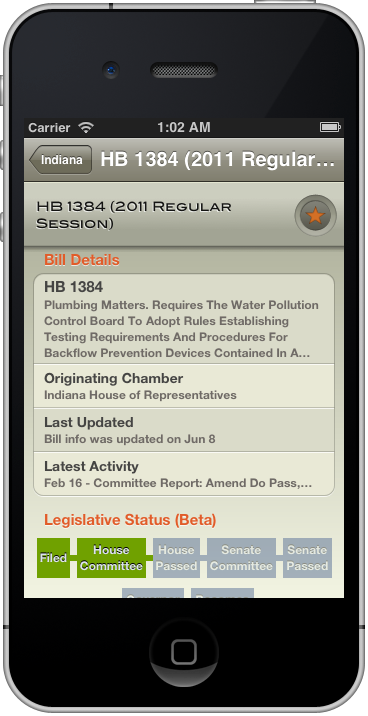 Carrier 1:02 AM
Indiana HB 1384 (2011 Regular...
HB 1384 (2011 Regular
Session)
Bill Details
HB 1384
Plumbing Matters. Requires The Water Pollution
Control Board To Adopt Rules Establishing
Testing Requirements And Procedures For
Backflow Prevention Devices Contained In A...
Originating Chamber
Indiana House of Representatives
Last Updated
Bill info was updated on Jun 8
Latest Activity
Feb 16 - Committee Report: Amend Do Pass,...
Legislative Status (Beta)
Filed House Committee House Passed Senate Committee Senate Passed